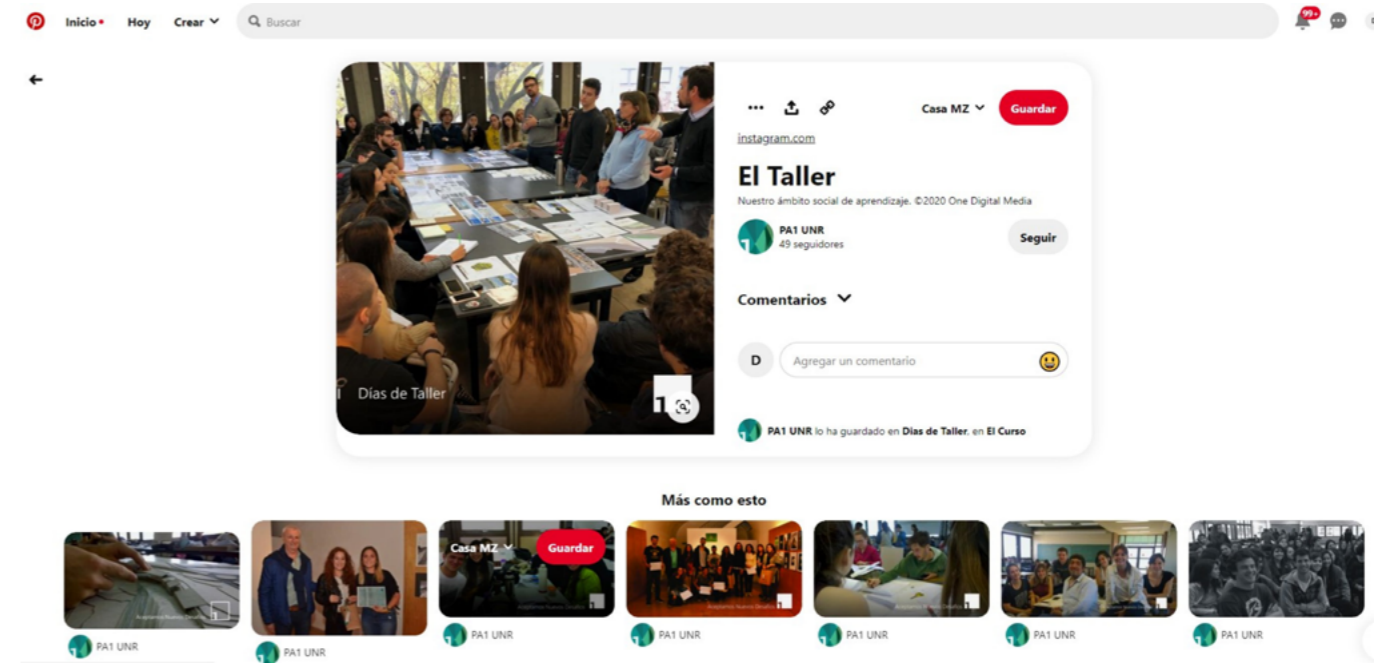 Inicio
Hoy
Crear
Buscar
99+
Casa MZ
Guardar
instagram.com
El Taller
Nuestro ámbito social de aprendizaje. ©2020 One Digital Media
PA1 UNR
49 seguidores
Seguir
Comentarios
D
Agregar un comentario
PA1 UNR lo ha guardado en Días de Taller. en El Curso
Días de Taller
1
Más como esto
Casa MZ
Guardar
PA1 UNR
PA1 UNR
PA1 UNR
PA1 UNR
PA1 UNR
PA1 UNR
PA1 UNR